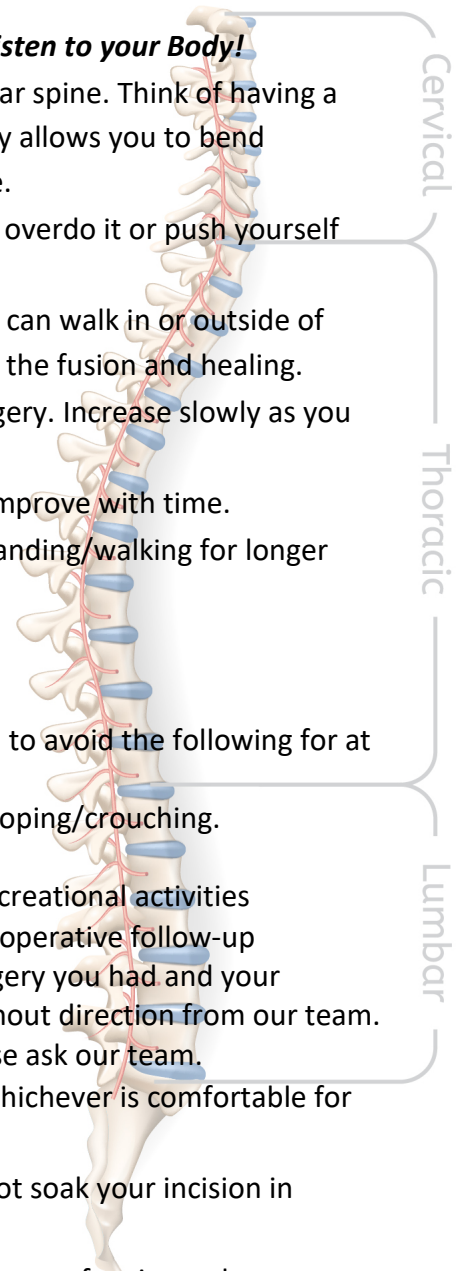 isten to your Body!
ar spine. Think of having a
y allows you to bend
e.
overdo it or push yourself
can walk in or outside of
the fusion and healing.
gery. Increase slowly as you
mprove with time.
anding/walking for longer
to avoid the following for at
oping/crouching.
creational activities
operative follow-up
gery you had and your
hout direction from our team.
se ask our team.
hichever is comfortable for
ot soak your incision in
Cervical
Thoracic
Lumbar